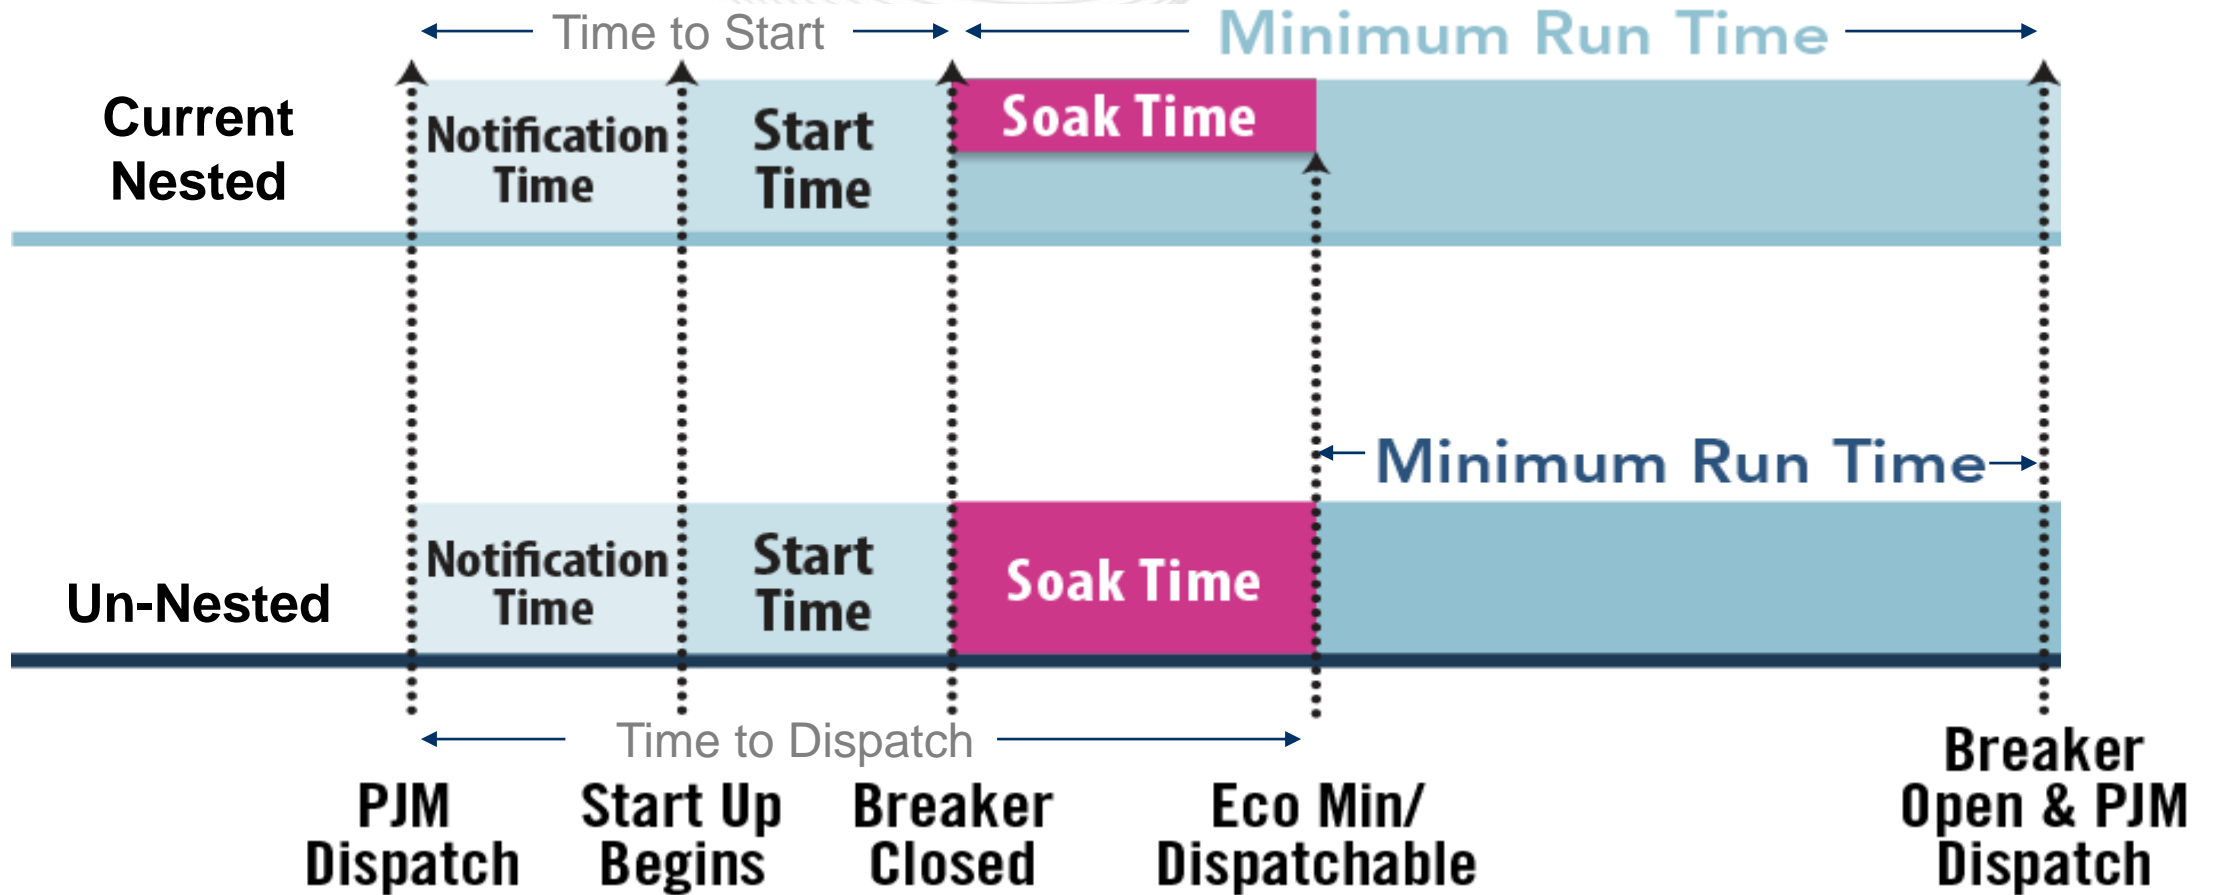 Time to Start
Minimum Run Time
Current
Nested
Notification
Time
Start
Time
Soak Time
Minimum Run Time
Un-Nested
Notification
Time
Start
Time
Soak Time
Time to Dispatch
PJM
Dispatch
Start Up
Begins
Breaker
Closed
Eco Min/
Dispatchable
Breaker
Open & PJM
Dispatch